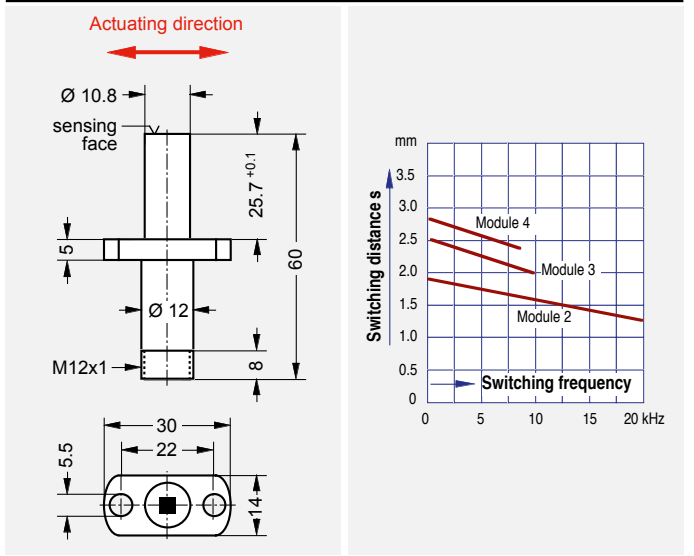 Actuating direction
Ø 10.8
sensing
face
25.7 +0.1
5
60
Ø 12
M12x1
8
30
22
5.5
14
mm
3.5
3.0
2.5
2.0
1.5
1.0
0.5
0
Switching distance s
Module 4
Module 3
Module 2
Switching frequency
0
5
10
15
20 kHz